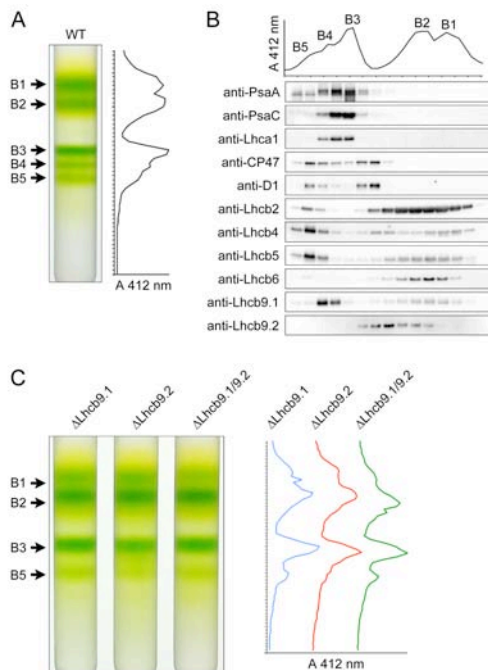 A
WT
B1
B2
B3
B4
B5
A 412 nm
B
A 412 nm
B5 B4 B3 B2 B1
anti-PsaA
anti-PsaC
anti-Lhca1
anti-CP47
anti-D1
anti-Lhcb2
anti-Lhcb4
anti-Lhcb5
anti-Lhcb6
anti-Lhcb9.1
anti-Lhcb9.2
C
ΔLhcb9.1
ΔLhcb9.2
ΔLhcb9.1/9.2
B1
B2
B3
B5
ΔLhcb9.1
ΔLhcb9.2
ΔLhcb9.1/9.2
A 412 nm